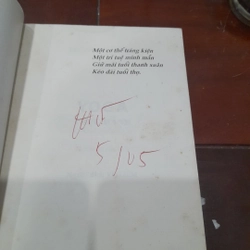 Một cơ thể tráng kiện
Một trí tuệ minh mẫn
Giữ mãi tuổi thanh xuân
Kéo dài tuổi thọ.
5/05